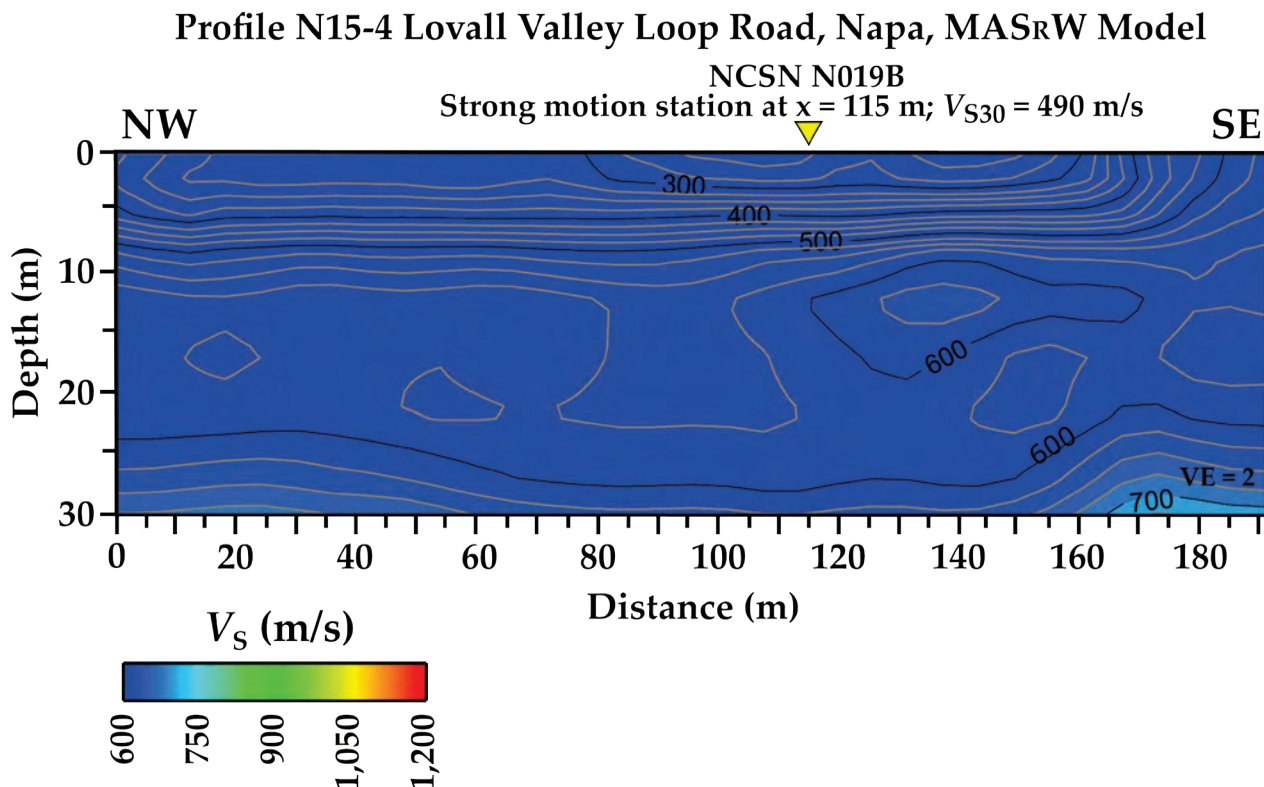 Profile N15-4 Lovall Valley Loop Road, Napa, MASRW Model
NCSN N019B
Strong motion station at x = 115 m; VS30 = 490 m/s
NW
SE
0
10
20
30
Depth (m)
300
400
500
600
600
VE = 2
700
0 20 40 60 80 100 120 140 160 180
Distance (m)
VS (m/s)
600 750 900 1,050 1,200